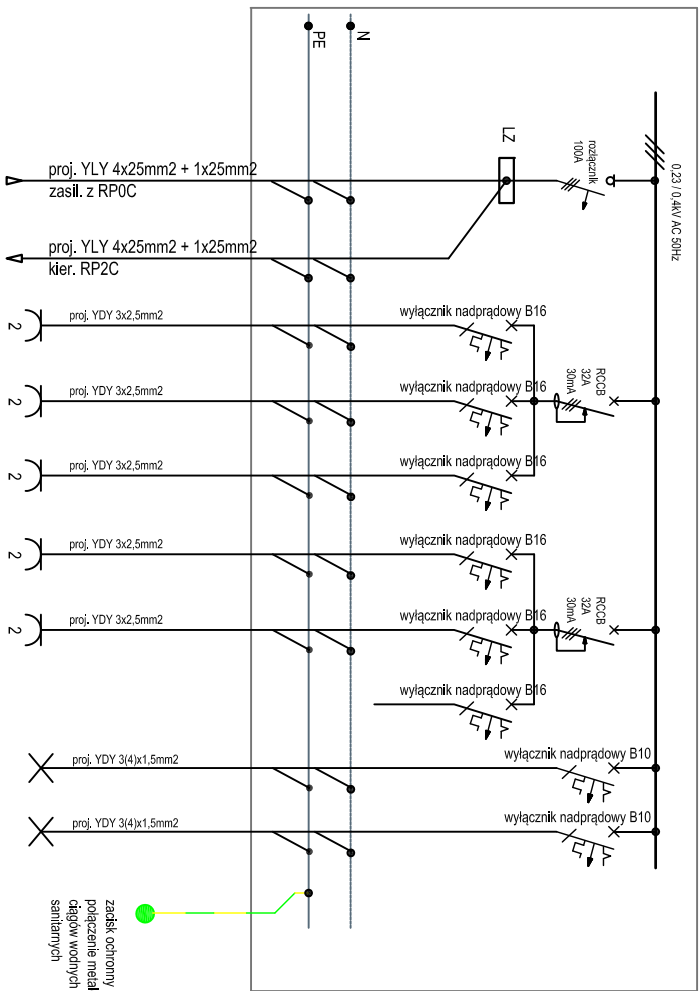 0,23 / 0,4kV AC 50Hz
rozłącznik
100A
LZ
N
PE
proj. YLY 4x25mm2 + 1x25mm2
zasil. z RP0C
proj. YLY 4x25mm2 + 1x25mm2
kier. RP2C
RCCB
32A
30mA
wyłącznik nadprądowy B16
proj. YDY 3x2,5mm2
2
wyłącznik nadprądowy B16
proj. YDY 3x2,5mm2
2
wyłącznik nadprądowy B16
proj. YDY 3x2,5mm2
2
RCCB
32A
30mA
wyłącznik nadprądowy B16
proj. YDY 3x2,5mm2
2
wyłącznik nadprądowy B16
proj. YDY 3x2,5mm2
2
wyłącznik nadprądowy B16
wyłącznik nadprądowy B10
proj. YDY 3(4)x1,5mm2
wyłącznik nadprądowy B10
proj. YDY 3(4)x1,5mm2
zacisk ochronny
połączenie metal
ciągów wodnych
sanitarnych